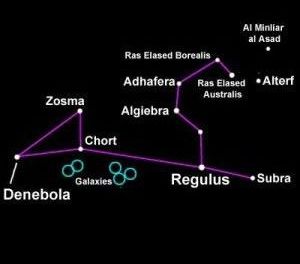 Al Minliar
al Asad
Ras Elased Borealis
Adhafera
Ras Elased
Australis
Alterf
Zosma
Algiebra
Chort
Galaxies
Regulus
Subra
Denebola